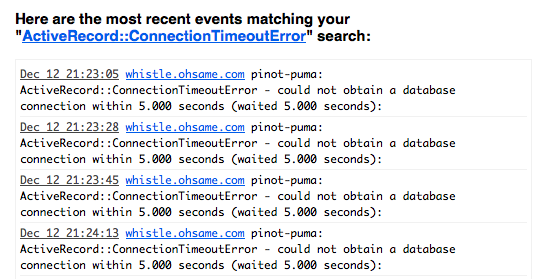 Here are the most recent events matching your
"ActiveRecord::ConnectionTimeoutError" search:
Dec 12 21:23:05 whistle.ohsame.com pinot-puma:
ActiveRecord::ConnectionTimeoutError - could not obtain a database
connection within 5.000 seconds (waited 5.000 seconds):
Dec 12 21:23:28 whistle.ohsame.com pinot-puma:
ActiveRecord::ConnectionTimeoutError - could not obtain a database
connection within 5.000 seconds (waited 5.000 seconds):
Dec 12 21:23:45 whistle.ohsame.com pinot-puma:
ActiveRecord::ConnectionTimeoutError - could not obtain a database
connection within 5.000 seconds (waited 5.000 seconds):
Dec 12 21:24:13 whistle.ohsame.com pinot-puma:
ActiveRecord::ConnectionTimeoutError - could not obtain a database
connection within 5.000 seconds (waited 5.000 seconds):